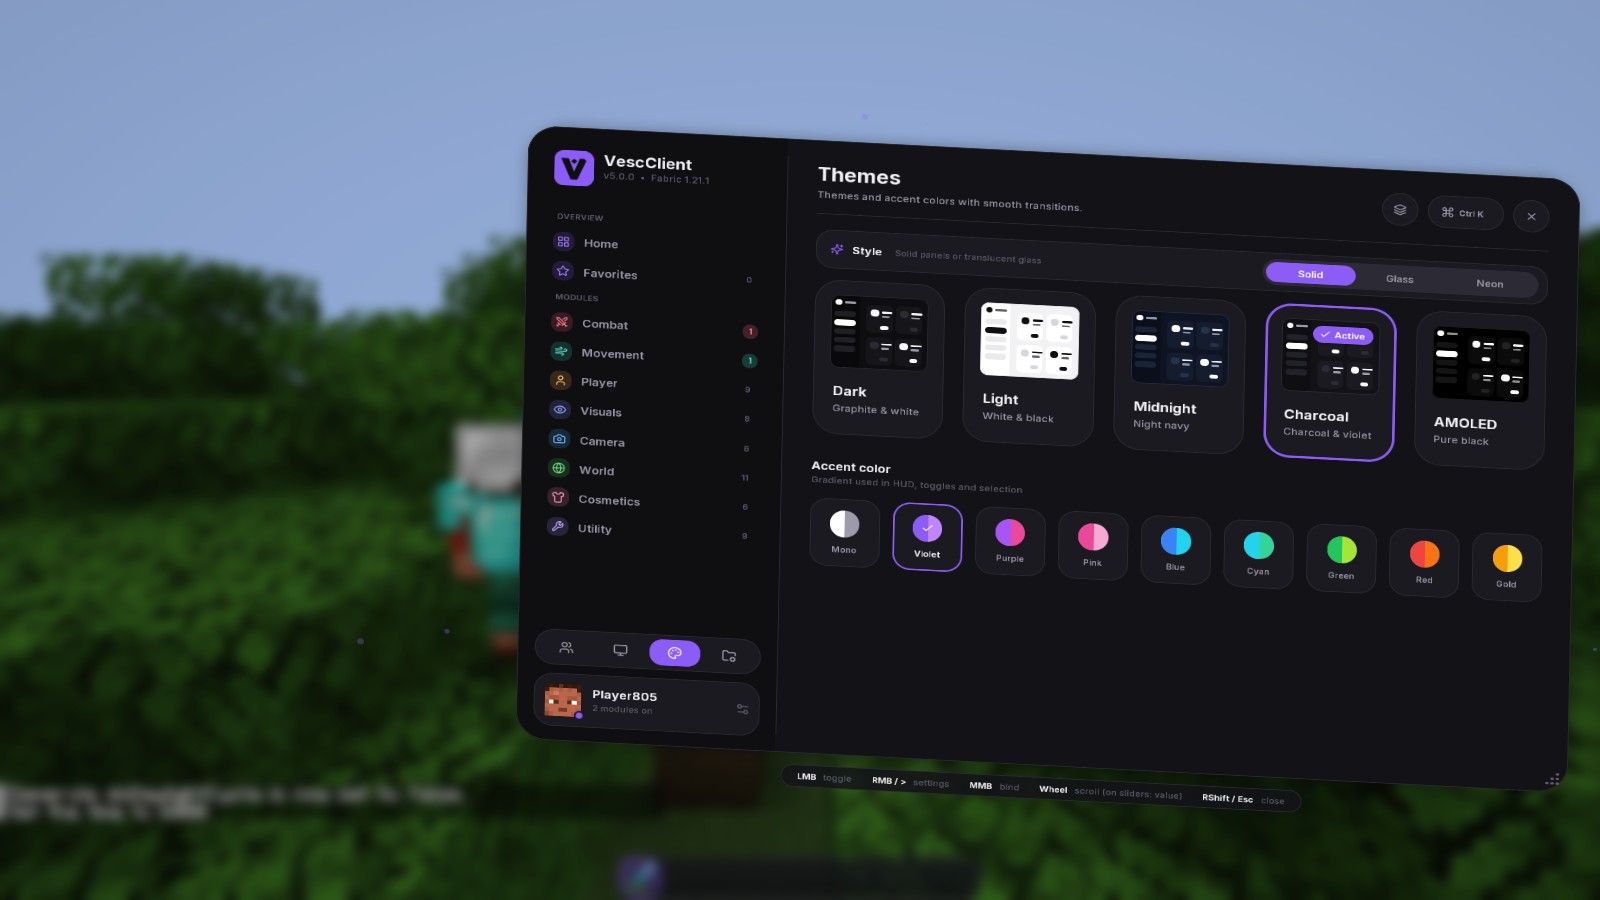 VescClient
v5.0.0 • Fabric 1.21.1
OVERVIEW
Home
Favorites 0
MODULES
Combat 1
Movement 1
Player 9
Visuals 8
Camera 6
World 11
Cosmetics 6
Utility 9
Player805
2 modules on
Themes
Themes and accent colors with smooth transitions.
Ctrl K
Style Solid panels or translucent glass
Solid Glass Neon
Dark
Graphite & white
Light
White & black
Midnight
Night navy
Active
Charcoal
Charcoal & violet
AMOLED
Pure black
Accent color
Gradient used in HUD, toggles and selection
Mono
Violet
Purple
Pink
Blue
Cyan
Green
Red
Gold
LMB toggle RMB / > settings MMB bind Wheel scroll (on sliders: value) RShift / Esc close